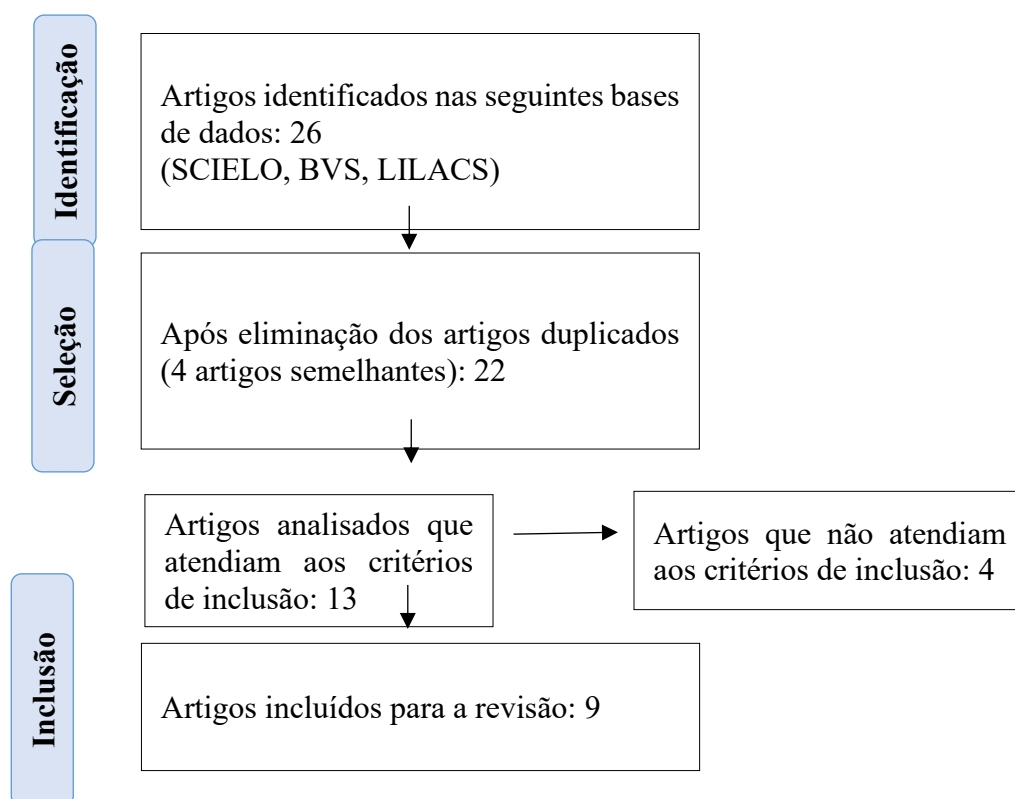 Identificação
Artigos identificados nas seguintes bases
de dados: 26
(SCIELO, BVS, LILACS)
Seleção
Após eliminação dos artigos duplicados
(4 artigos semelhantes): 22
Artigos analisados que
atendiam aos critérios
de inclusão: 13
Artigos que não atendiam
aos critérios de inclusão: 4
Inclusão
Artigos incluídos para a revisão: 9